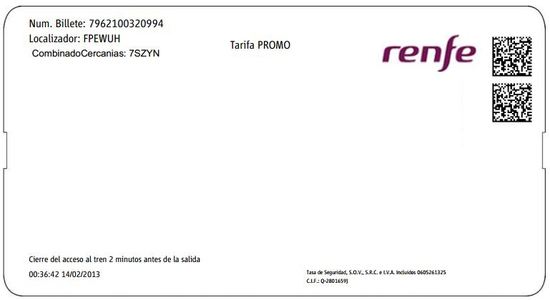 Num. Billete: 7962100320994
Localizador: FPEWUH
CombinadoCercanias: 7SZYN
Tarifa PROMO
renfe
Cierre del acceso al tren 2 minutos antes de la salida
00:36:42 14/02/2013
Tasa de Seguridad, S.O.V., S.R.C. e I.V.A. Incluidos 0605261325
C.I.F.: Q-2801659J